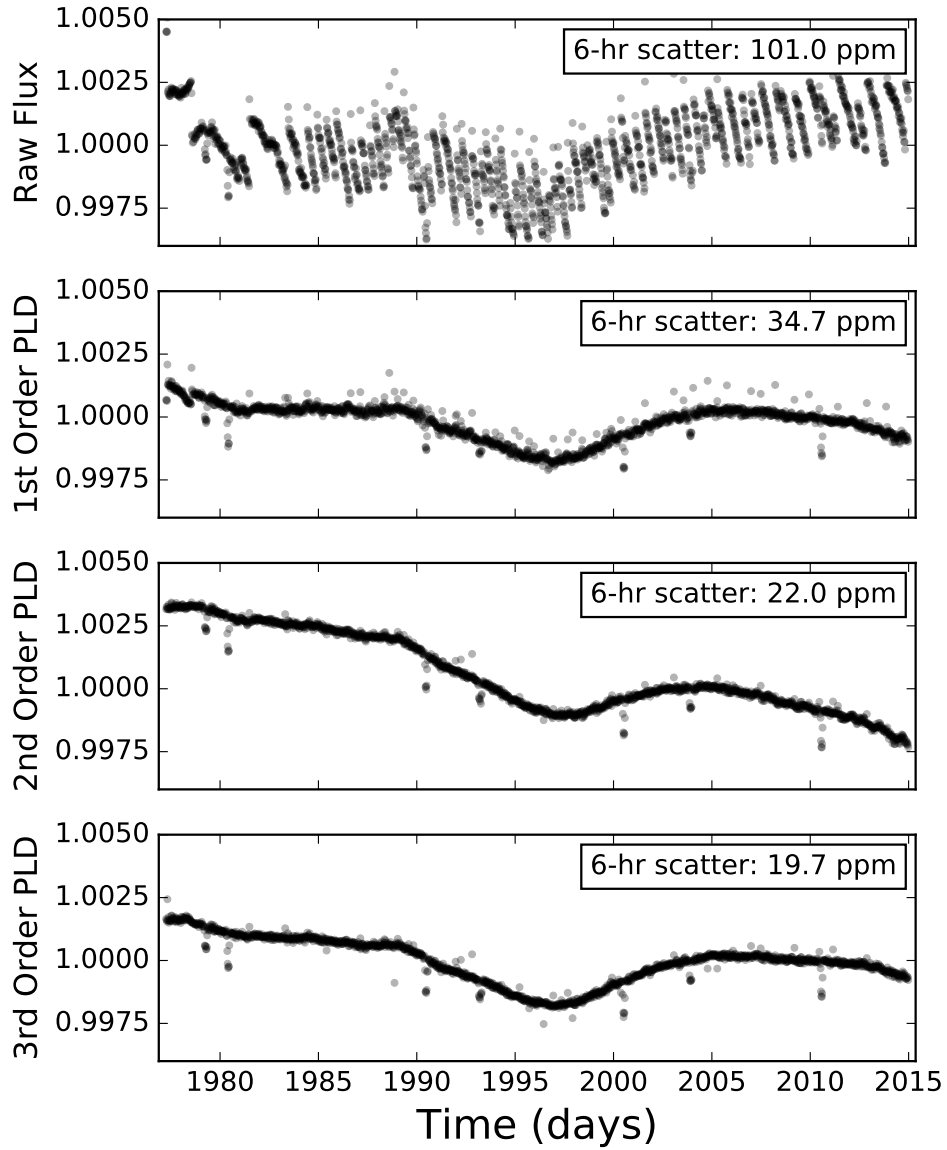 Raw Flux
1.0050
1.0025
1.0000
0.9975
6-hr scatter: 101.0 ppm
1st Order PLD
1.0050
1.0025
1.0000
0.9975
6-hr scatter: 34.7 ppm
2nd Order PLD
1.0050
1.0025
1.0000
0.9975
6-hr scatter: 22.0 ppm
3rd Order PLD
1.0050
1.0025
1.0000
0.9975
6-hr scatter: 19.7 ppm
1980 1985 1990 1995 2000 2005 2010 2015
Time (days)